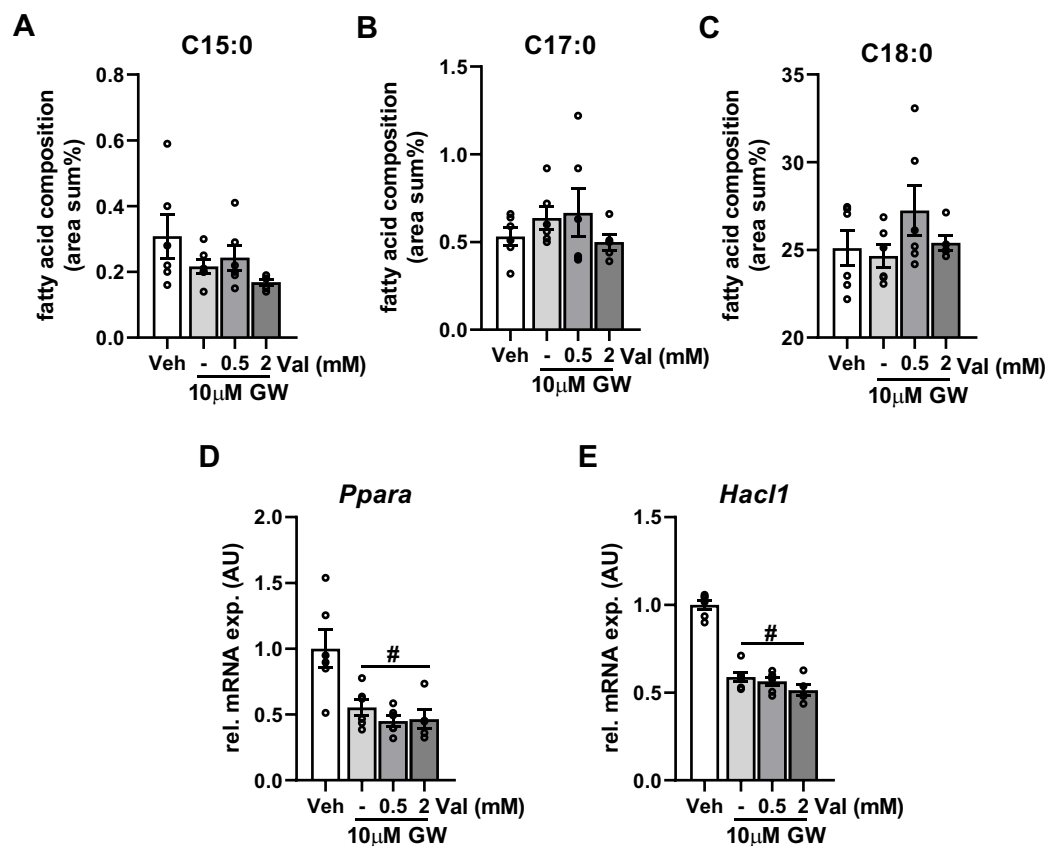 A
C15:0
fatty acid composition
(area sum%)
0.8
0.6
0.4
0.2
0.0
Veh - 0.5 2 Val (mM)
10μM GW
B
C17:0
fatty acid composition
(area sum%)
1.5
1.0
0.5
0.0
Veh - 0.5 2 Val (mM)
10μM GW
C
C18:0
fatty acid composition
(area sum%)
35
30
25
20
Veh - 0.5 2 Val (mM)
10μM GW
D
Ppara
rel. mRNA exp. (AU)
2.0
1.5
1.0
0.5
0.0
#
Veh - 0.5 2 Val (mM)
10μM GW
E
Hacl1
rel. mRNA exp. (AU)
1.5
1.0
0.5
0.0
#
Veh - 0.5 2 Val (mM)
10μM GW